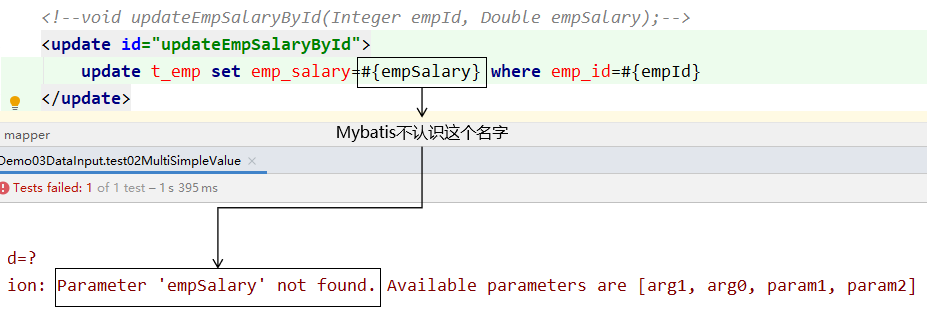 <!--void updateEmpSalaryById(Integer empId, Double empSalary);-->
<update id="updateEmpSalaryById">
update t_emp set emp_salary=#{empSalary} where emp_id=#{empId}
</update>
Mybatis不认识这个名字
mapper
Demo03DataInput.test02MultiSimpleValue ×
Tests failed: 1 of 1 test – 1 s 395 ms
d=?
ion: Parameter 'empSalary' not found. Available parameters are [arg1, arg0, param1, param2]